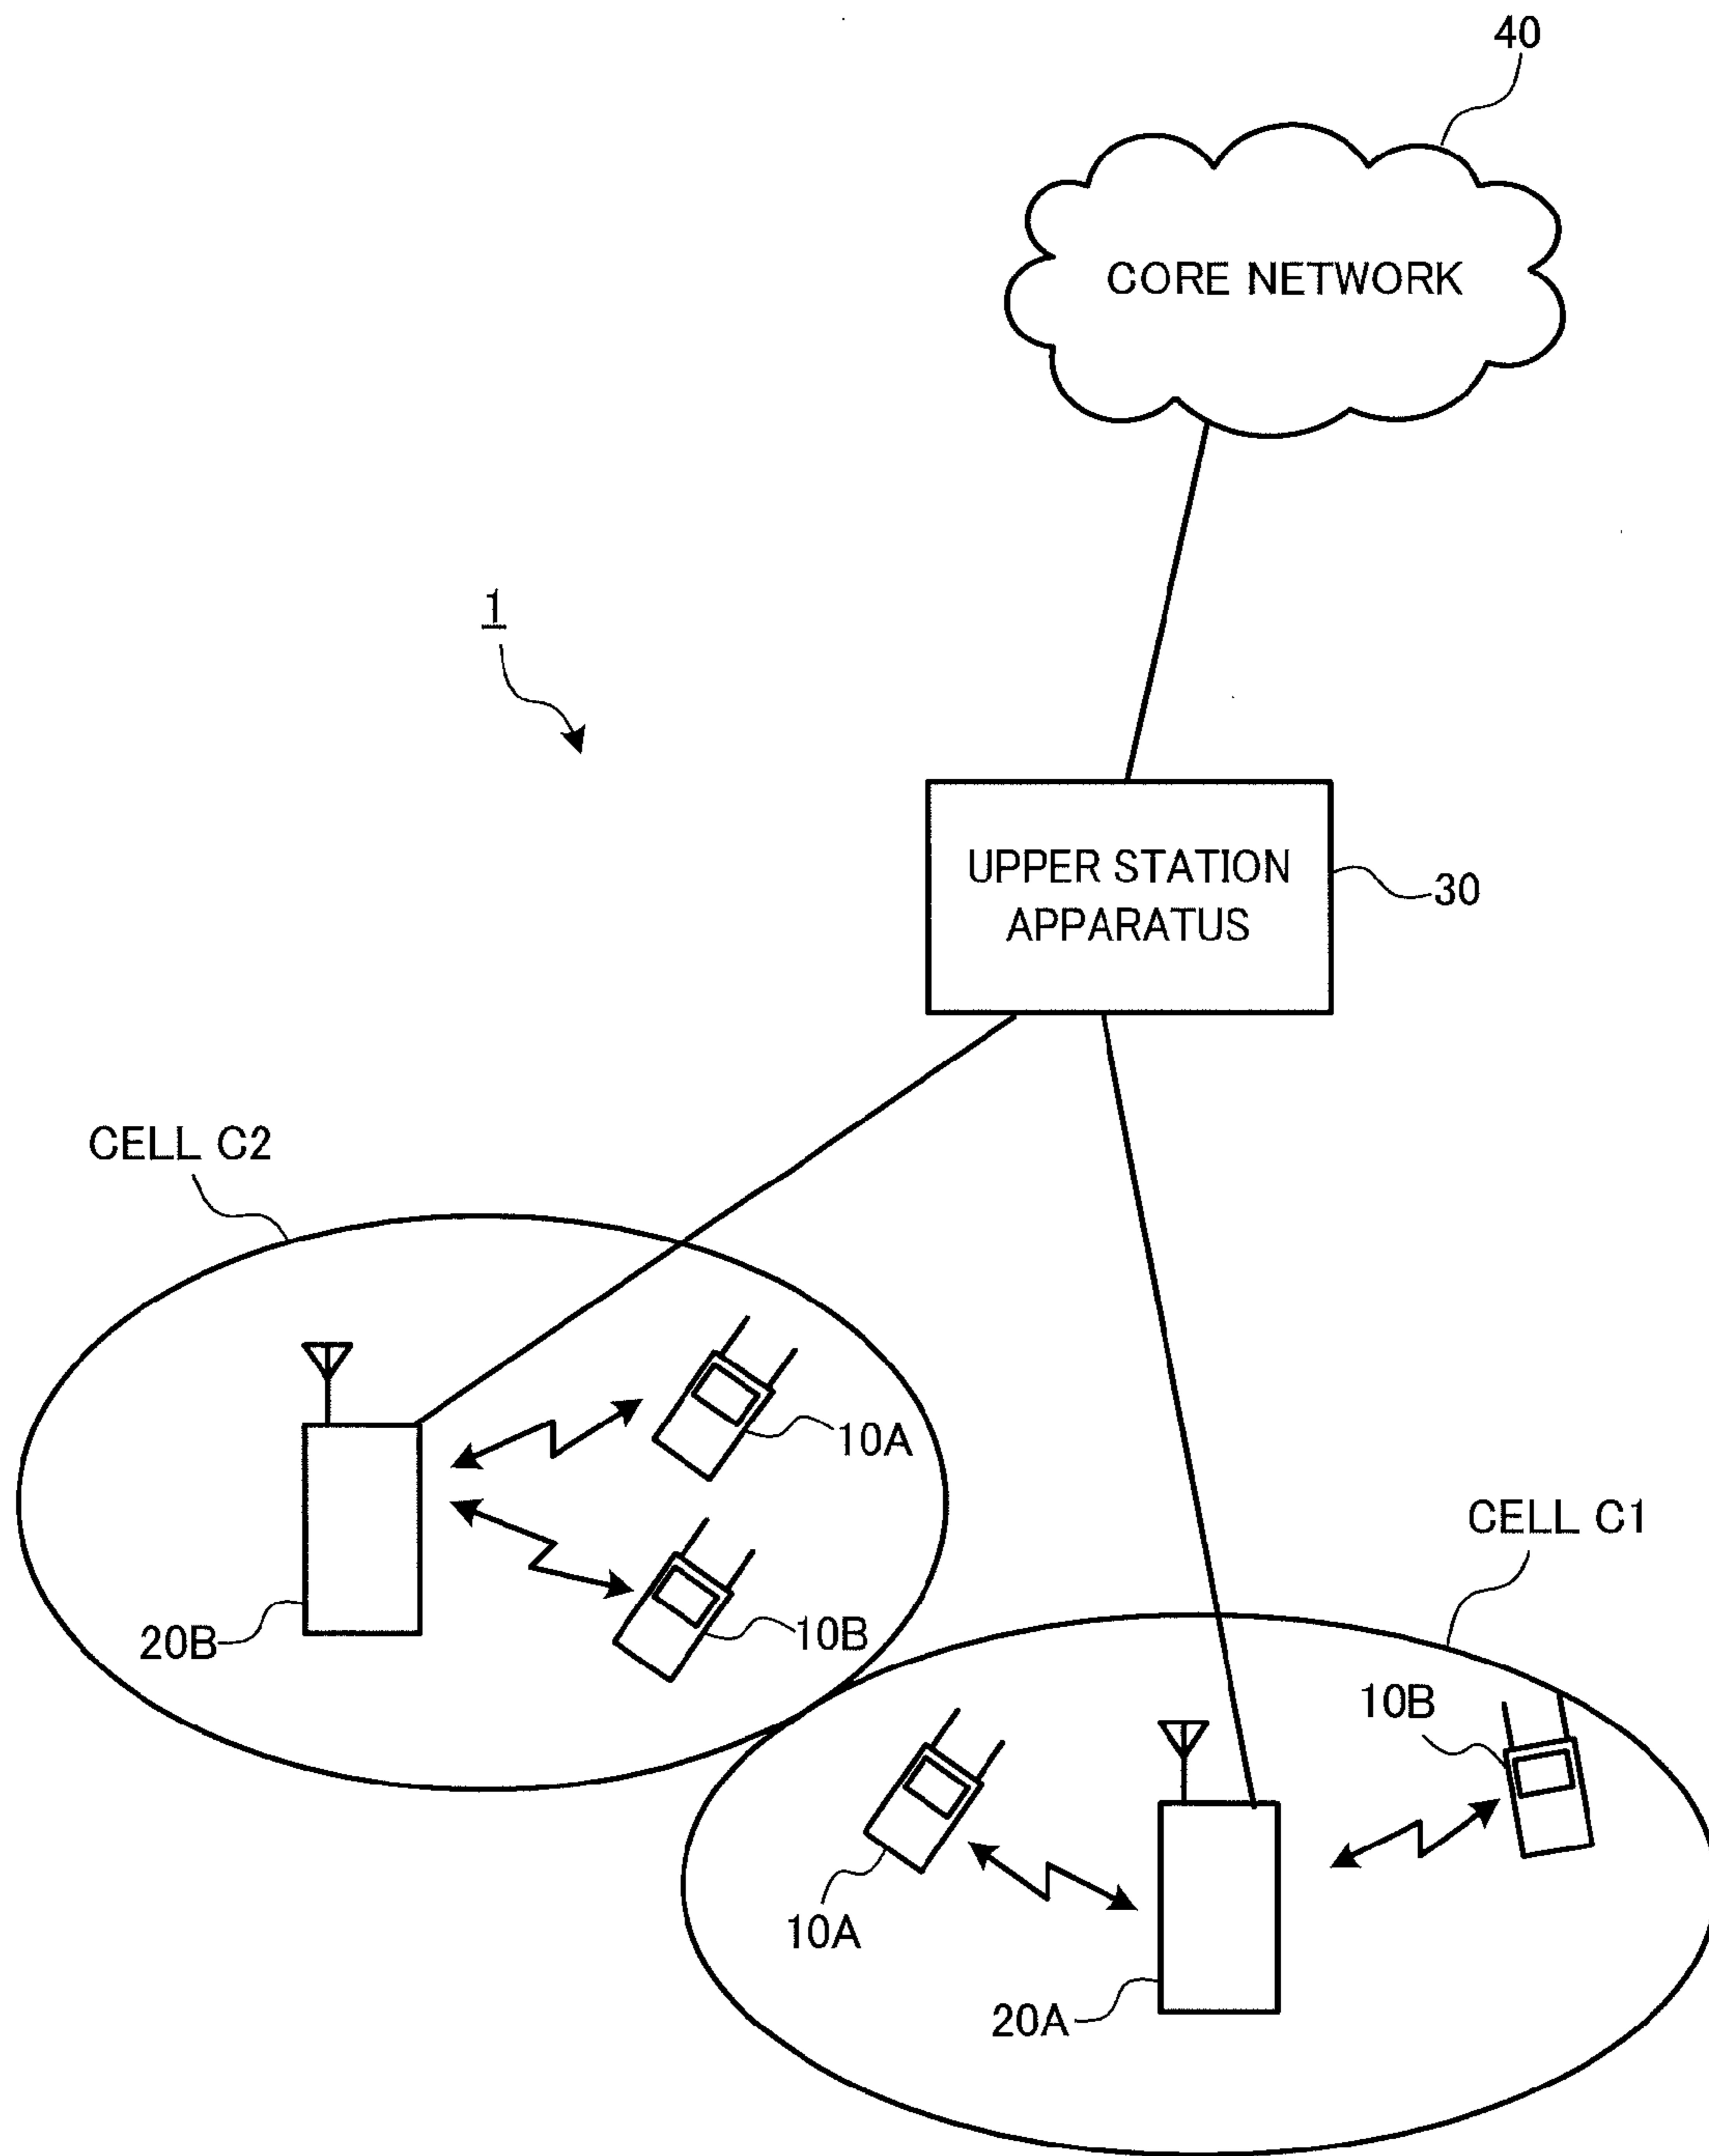 40
CORE NETWORK
1
UPPER STATION
APPARATUS
30
CELL C2
10A
CELL C1
10B
20B
10B
10A
20A